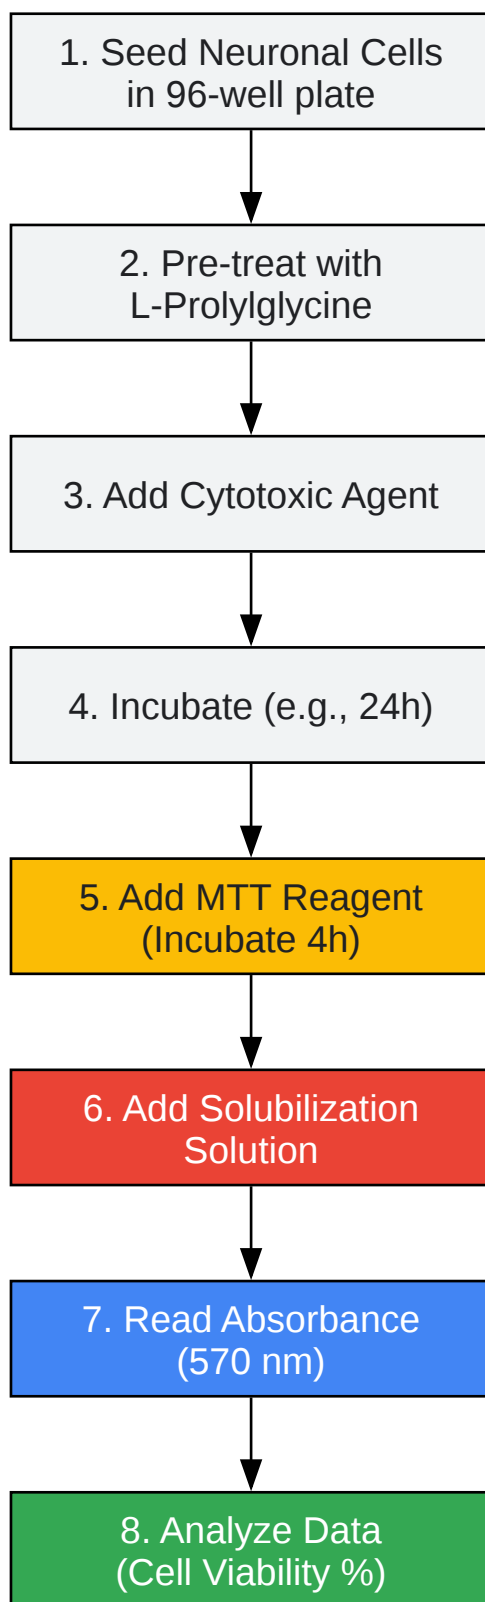 1. Seed Neuronal Cells
in 96-well plate
2. Pre-treat with
L-Prolylglycine
3. Add Cytotoxic Agent
4. Incubate (e.g., 24h)
5. Add MTT Reagent
(Incubate 4h)
6. Add Solubilization
Solution
7. Read Absorbance
(570 nm)
8. Analyze Data
(Cell Viability %)